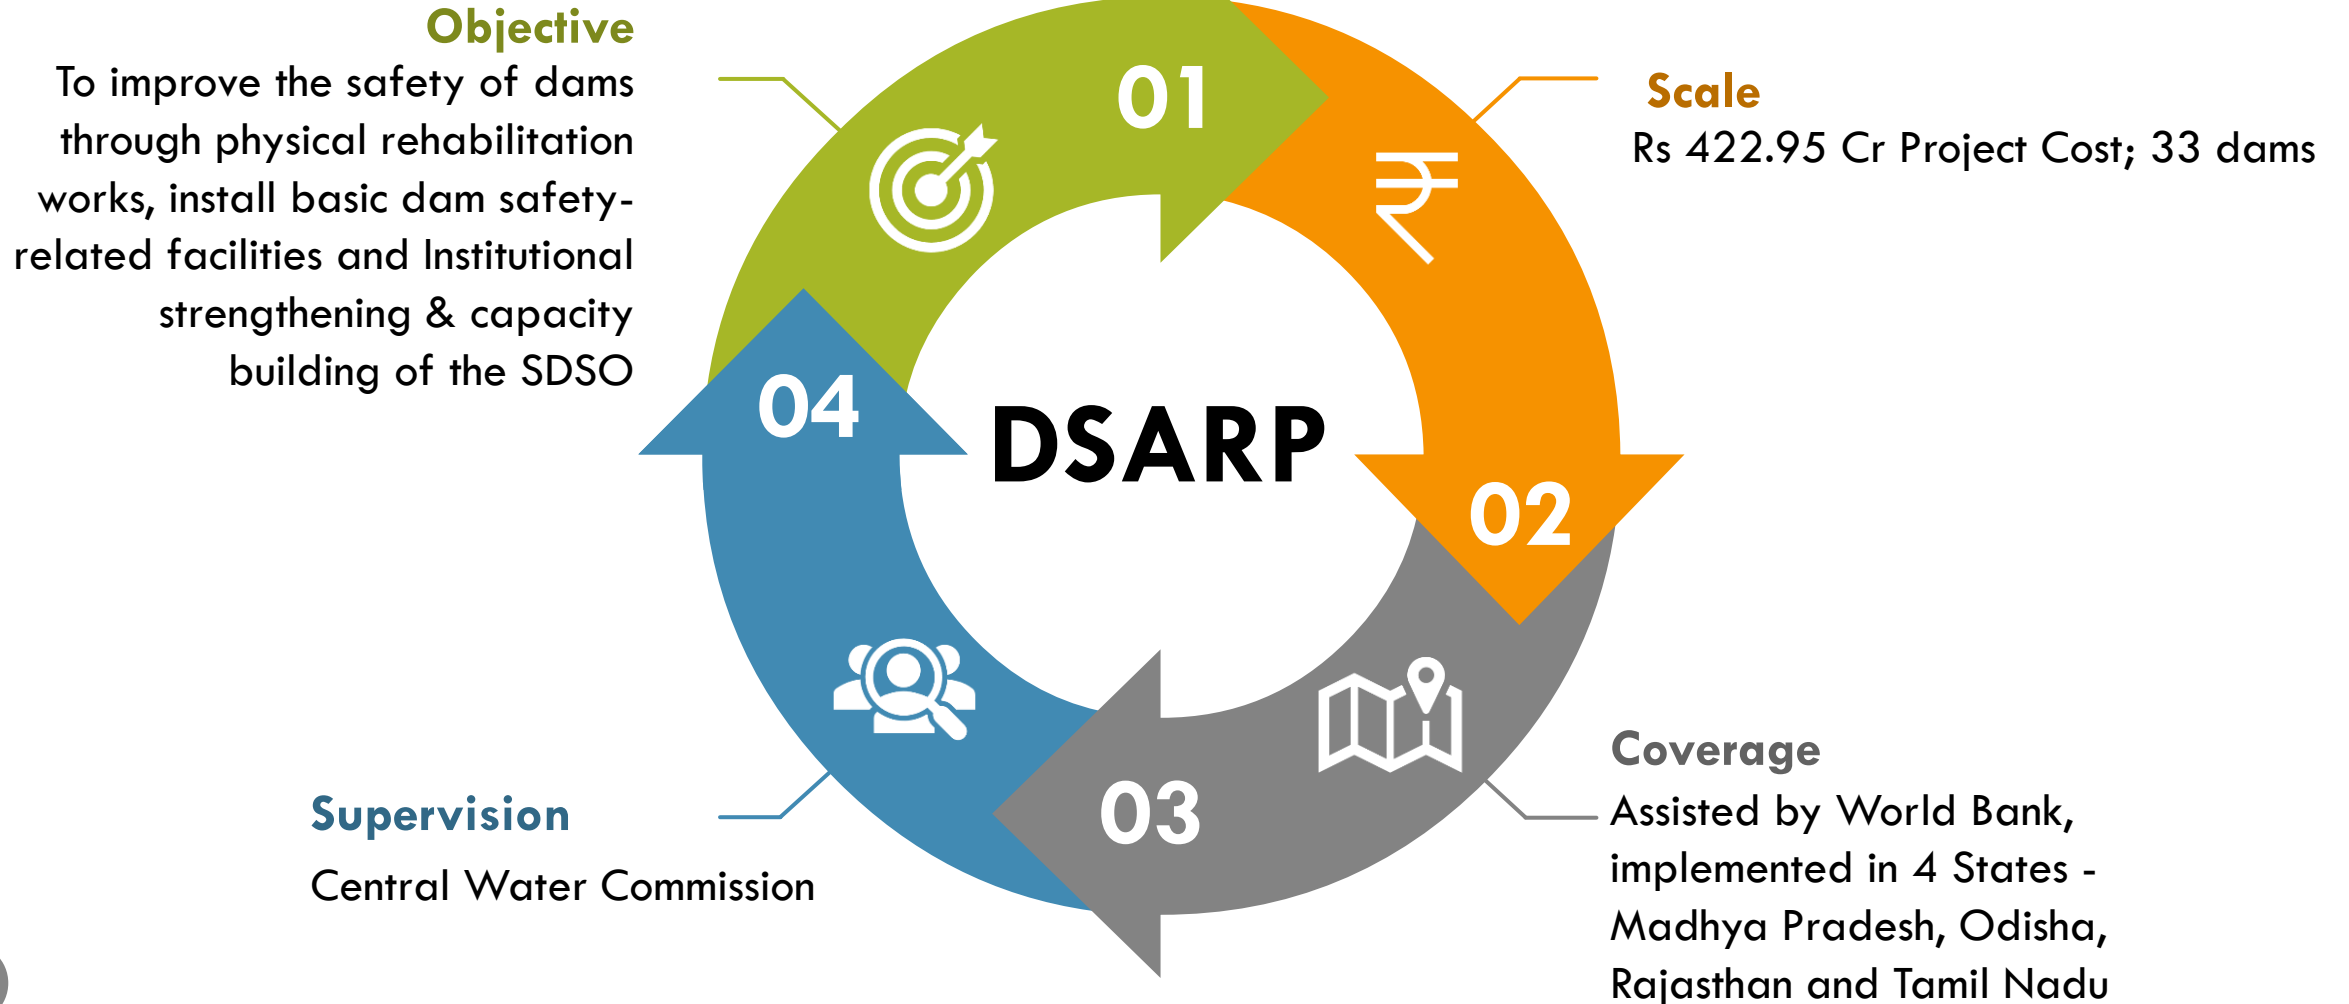 Objective
To improve the safety of dams
through physical rehabilitation
works, install basic dam safety-
related facilities and Institutional
strengthening & capacity
building of the SDSO
01
Scale
Rs 422.95 Cr Project Cost; 33 dams
04
DSARP
02
03
Coverage
Assisted by World Bank,
implemented in 4 States -
Madhya Pradesh, Odisha,
Rajasthan and Tamil Nadu
Supervision
Central Water Commission